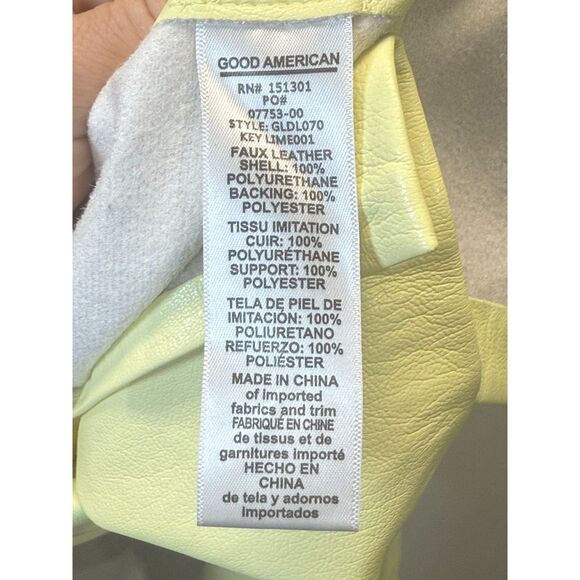 GOOD AMERICAN
RN# 151301
PO#
07753-00
STYLE: GLDL070
KEY LIME001
FAUX LEATHER
SHELL: 100%
POLYURETHANE
BACKING: 100%
POLYESTER
TISSU IMITATION
CUIR: 100%
POLYURÉTHANE
SUPPORT: 100%
POLYESTER
TELA DE PIEL DE
IMITACIÓN: 100%
POLIURETANO
REFUERZO: 100%
POLIÉSTER
MADE IN CHINA
of imported
fabrics and trim
FABRIQUÉ EN CHINE
de tissus et de
garnitures importé
HECHO EN
CHINA
de tela y adornos
importados